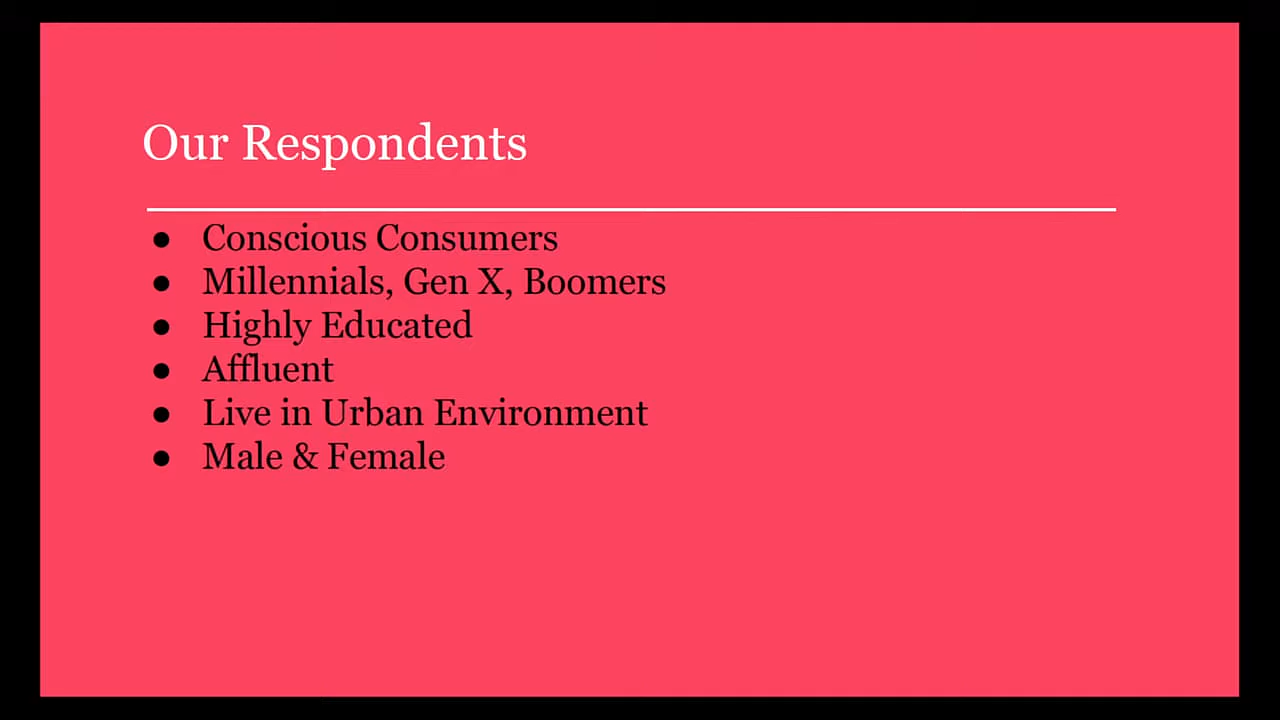 Our Respondents
● Conscious Consumers
● Millennials, Gen X, Boomers
● Highly Educated
● Affluent
● Live in Urban Environment
● Male & Female